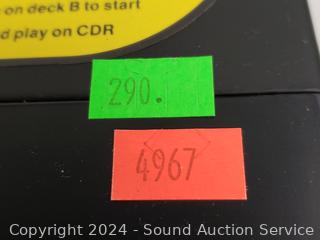 on deck B to start
d play on CDR
290.
4967
Copyright 2024 - Sound Auction Service